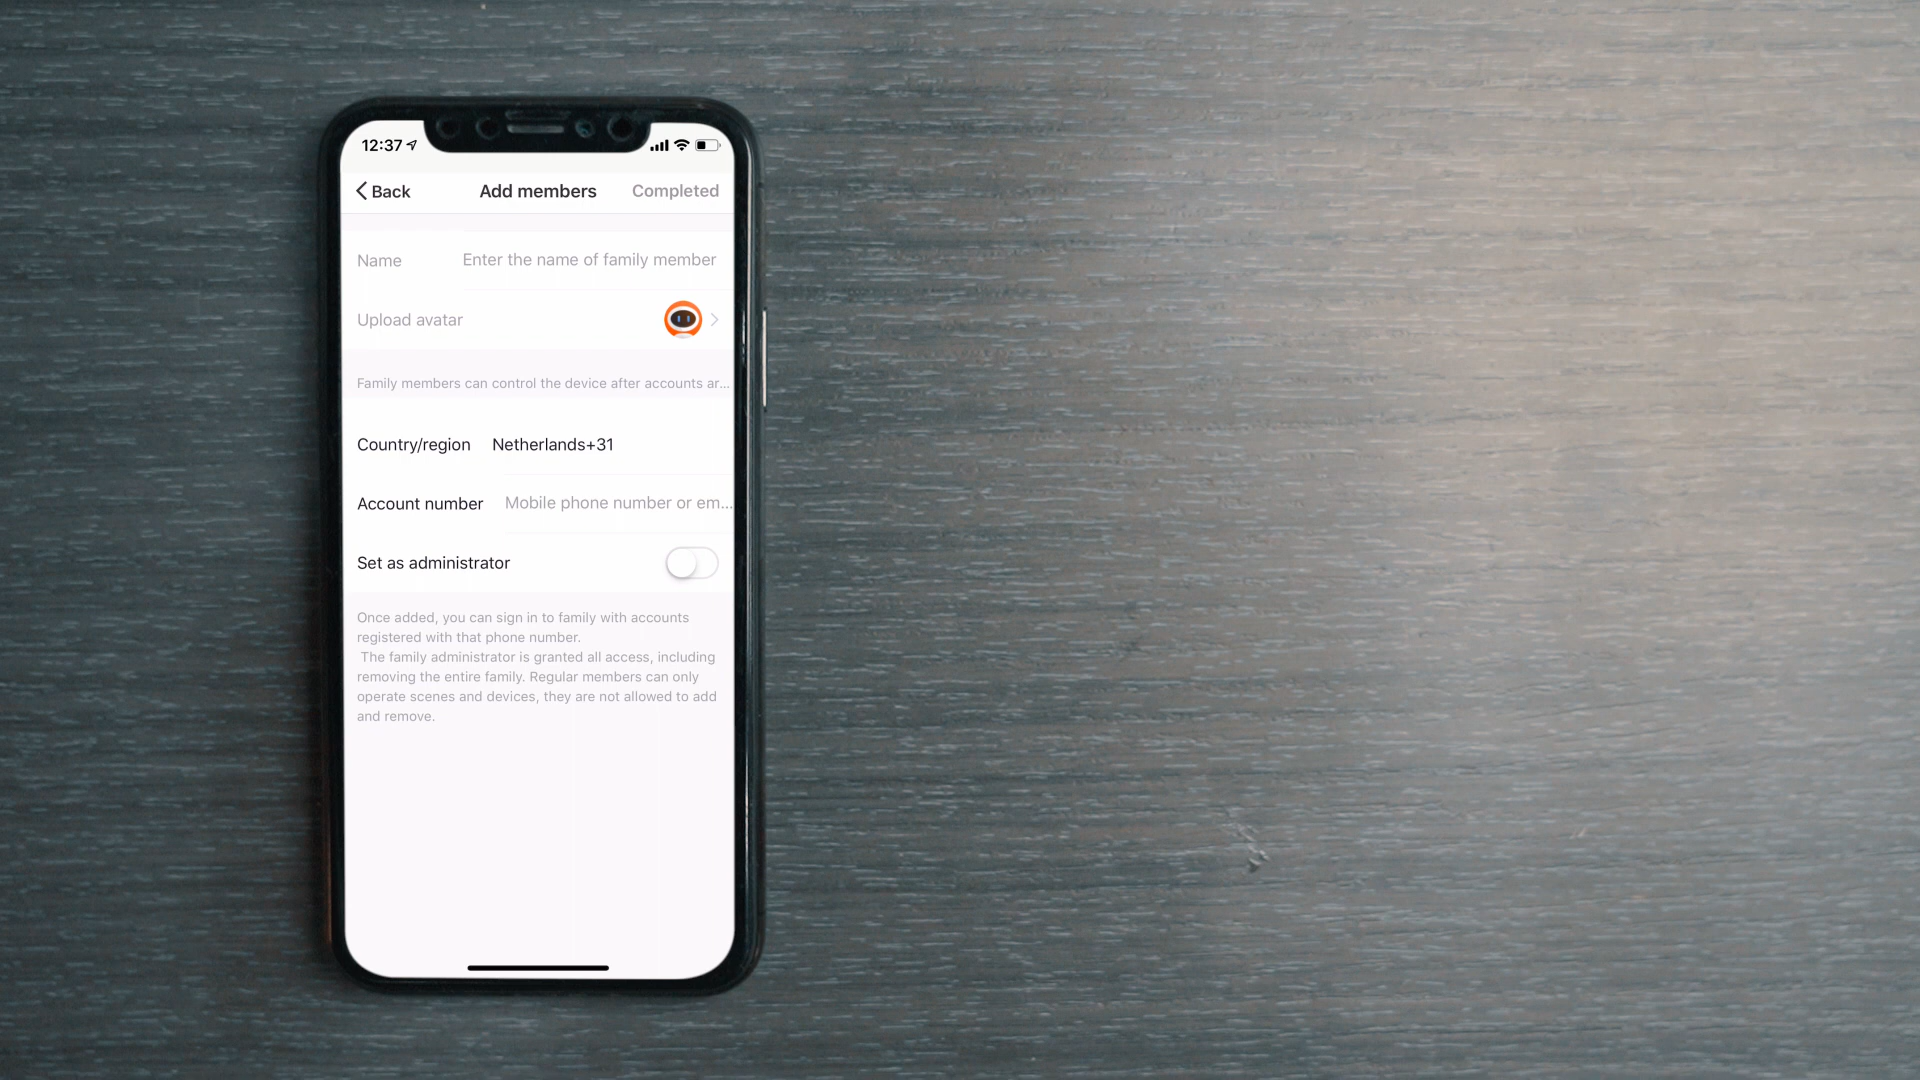 12:37
Back Add members Completed
Name Enter the name of family member
Upload avatar
Family members can control the device after accounts ar...
Country/region Netherlands+31
Account number Mobile phone number or em...
Set as administrator
Once added, you can sign in to family with accounts
registered with that phone number.
The family administrator is granted all access, including
removing the entire family. Regular members can only
operate scenes and devices, they are not allowed to add
and remove.